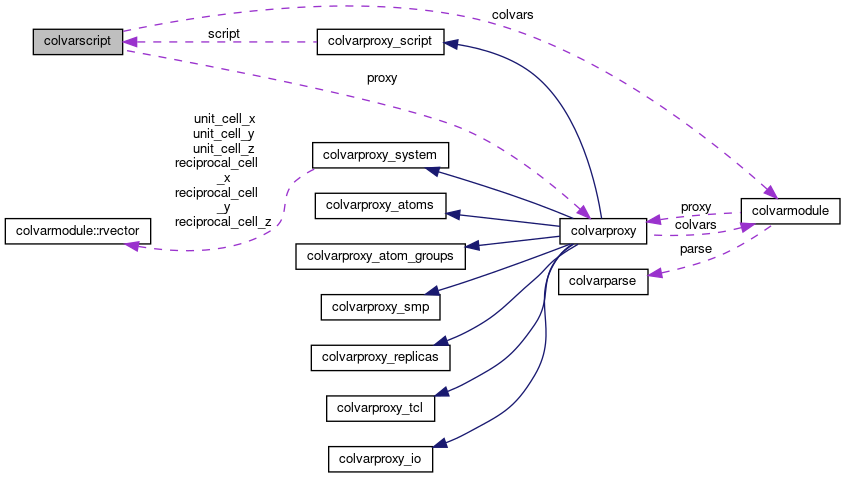 colvars
colvarscript
script
colvarproxy_script
proxy
unit_cell_x
unit_cell_y
unit_cell_z
reciprocal_cell
_x
reciprocal_cell
_y
reciprocal_cell_z
colvarproxy_system
colvarproxy_atoms
colvarmodule::rvector
colvarproxy
proxy
colvars
colvarmodule
parse
colvarproxy_atom_groups
colvarparse
colvarproxy_smp
colvarproxy_replicas
colvarproxy_tcl
colvarproxy_io